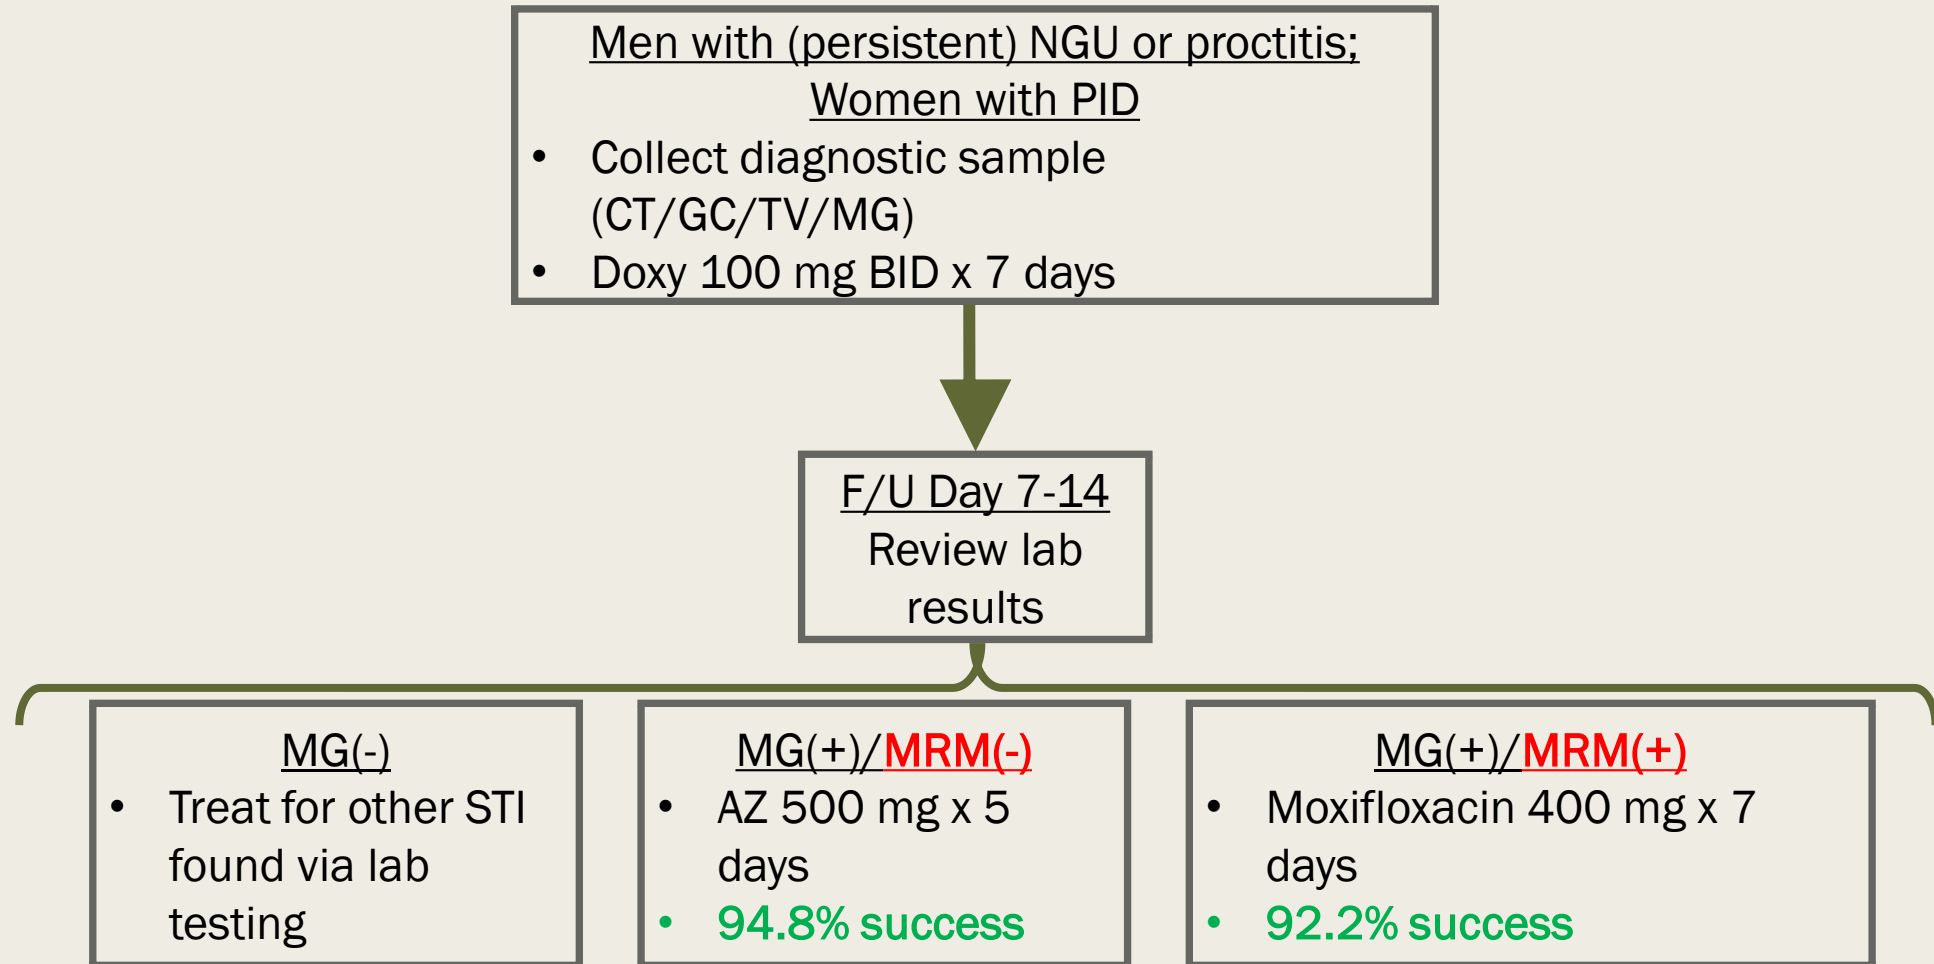 Men with (persistent) NGU or proctitis;
Women with PID
• Collect diagnostic sample
(CT/GC/TV/MG)
• Doxy 100 mg BID x 7 days
F/U Day 7-14
Review lab
results
MG(-)
• Treat for other STI
found via lab
testing
MG(+)/MRM(-)
• AZ 500 mg x 5
days
• 94.8% success
MG(+)/MRM(+)
• Moxifloxacin 400 mg x 7
days
• 92.2% success